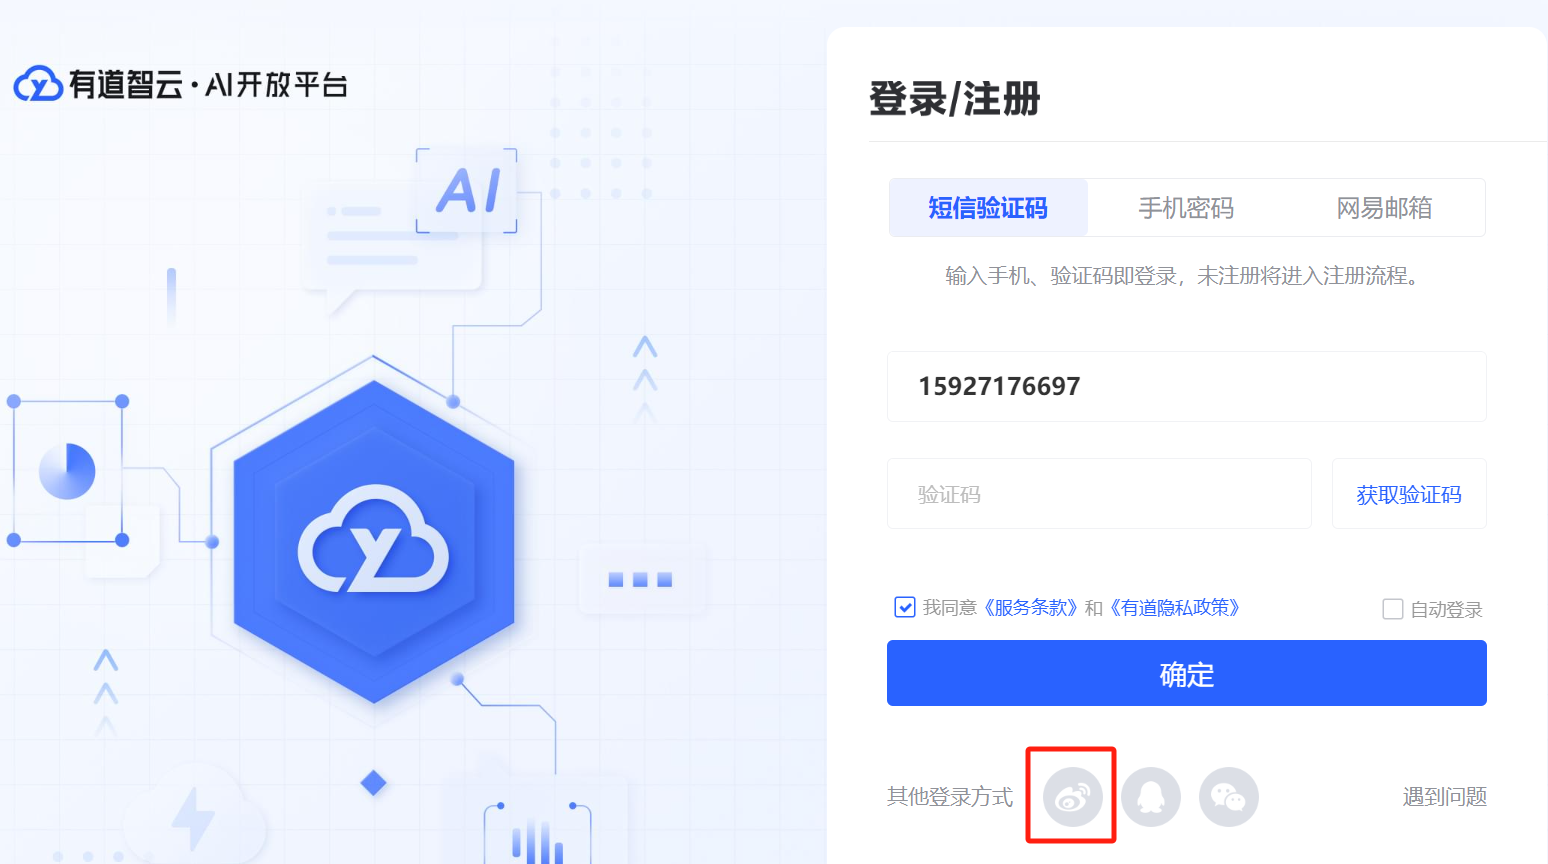 有道智云·AI开放平台
AI
登录/注册
短信验证码 手机密码 网易邮箱
输入手机、验证码即登录，未注册将进入注册流程。
15927176697
验证码 获取验证码
我同意《服务条款》和《有道隐私政策》 自动登录
确定
其他登录方式 遇到问题